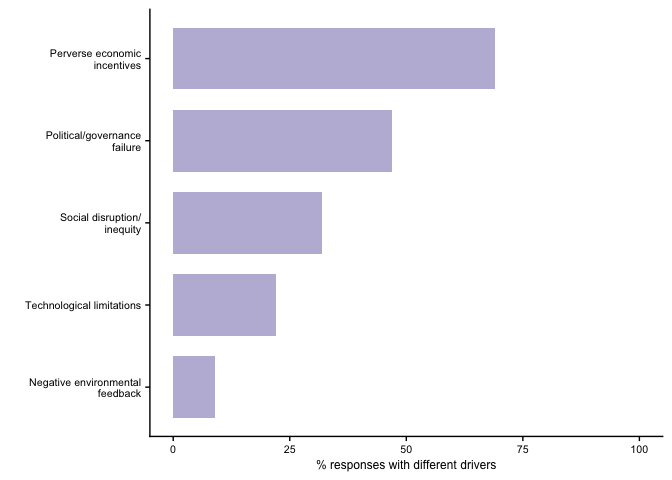 Perverse economic
incentives
Political/governance
failure
Social disruption/
inequity
Technological limitations
Negative environmental
feedback
0 25 50 75 100
% responses with different drivers